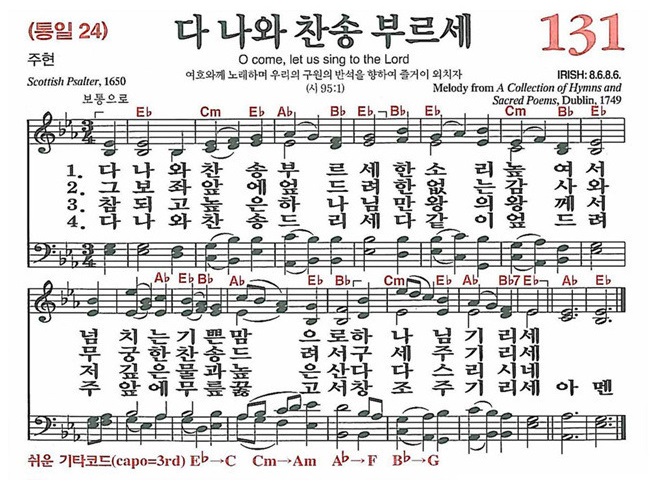 (통일 24)
다 나와 찬송 부르세
131
주현
O come, let us sing to the Lord
여호와께 노래하며 우리의 구원의 반석을 향하여 즐거이 외치자
IRISH: 8.6.8.6.
Scottish Psalter, 1650
(시 95:1)
Melody from A Collection of Hymns and
Sacred Poems, Dublin, 1749
보통으로
E♭ Cm E♭ A♭ B♭ E♭ B♭ Cm B♭ E♭
1. 다 나 와 찬 송 부 르 세 한 소 리 높 여 서
2. 그 보 좌 앞 에 엎 드 려 한 없 는 감 사 와
3. 참 되 고 높 은 하 나 님 만 왕 의 왕 께 서
4. 다 나 와 찬 송 드 리 세 다 같 이 엎 드 려
A♭ E♭ B♭ E♭ B♭ Cm E♭ A♭ B♭7 E♭ A♭ E♭
넘 치 는 기 쁜 맘 으 로 하 나 님 기 리 세
무 궁 한 찬 송 드 려 서 구 세 주 기 리 세
저 깊 은 물 과 높 은 산 다 다 스 리 시 네
주 앞 에 무 릎 꿇 고 서 창 조 주 기 리 세 아 멘
쉬운 기타코드(capo=3rd) E♭→C Cm→Am A♭→F B♭→G